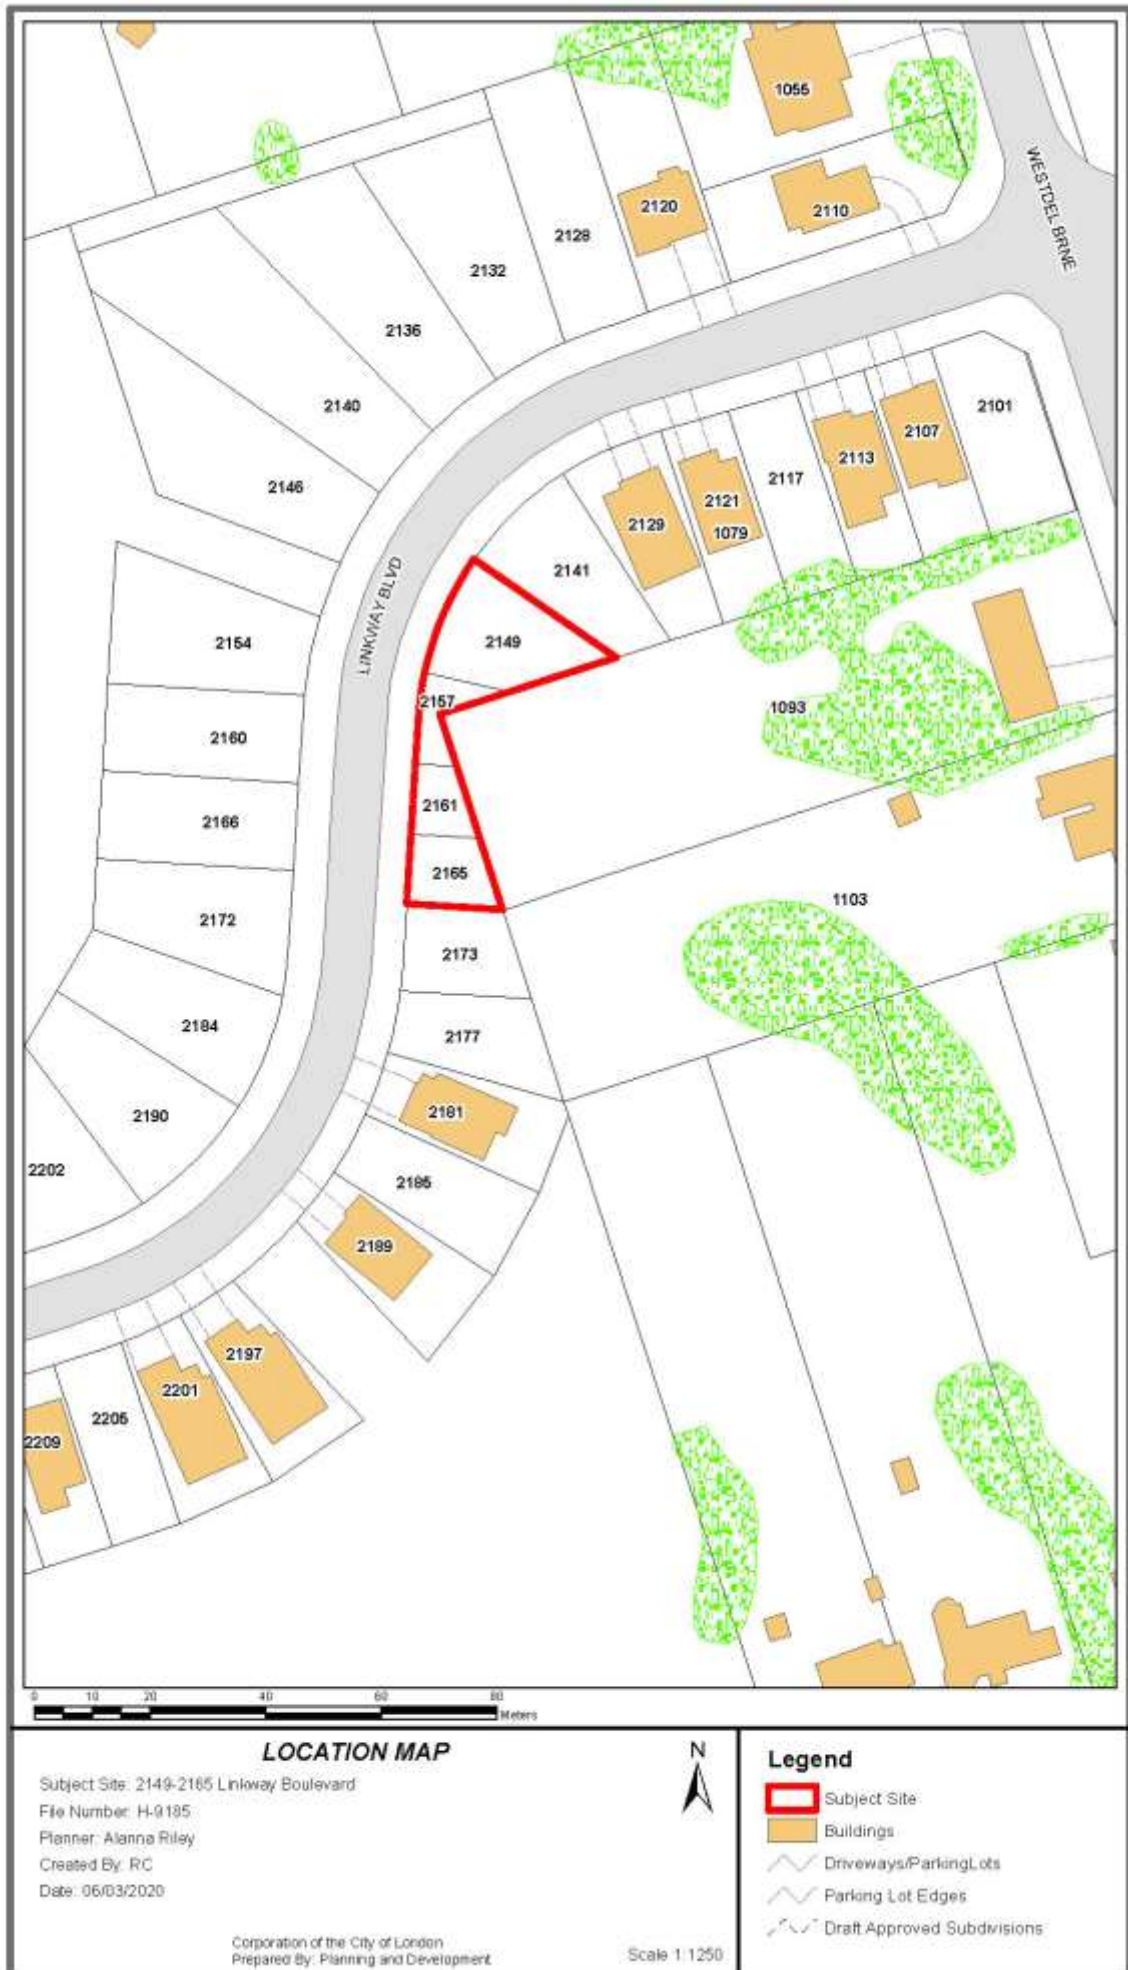 1055
WESTDEL BRNE
2120
2110
2128
2132
2136
2140
2146
2101
2107
2113
2117
2121
1079
2129
2141
LINKWAY BLVD
2149
2154
2157
1093
2160
2161
2166
2165
1103
2172
2173
2184
2177
2181
2190
2202
2185
2189
2197
2201
2205
2209
0 10 20 40 60 80
Meters
LOCATION MAP
Subject Site: 2149-2165 Linkway Boulevard
File Number: H-9185
Planner: Alanna Riley
Created By: RC
Date: 06/03/2020
Corporation of the City of London
Prepared By: Planning and Development
N
Scale 1:1250
Legend
Subject Site
Buildings
Driveways/ParkingLots
Parking Lot Edges
Draft Approved Subdivisions